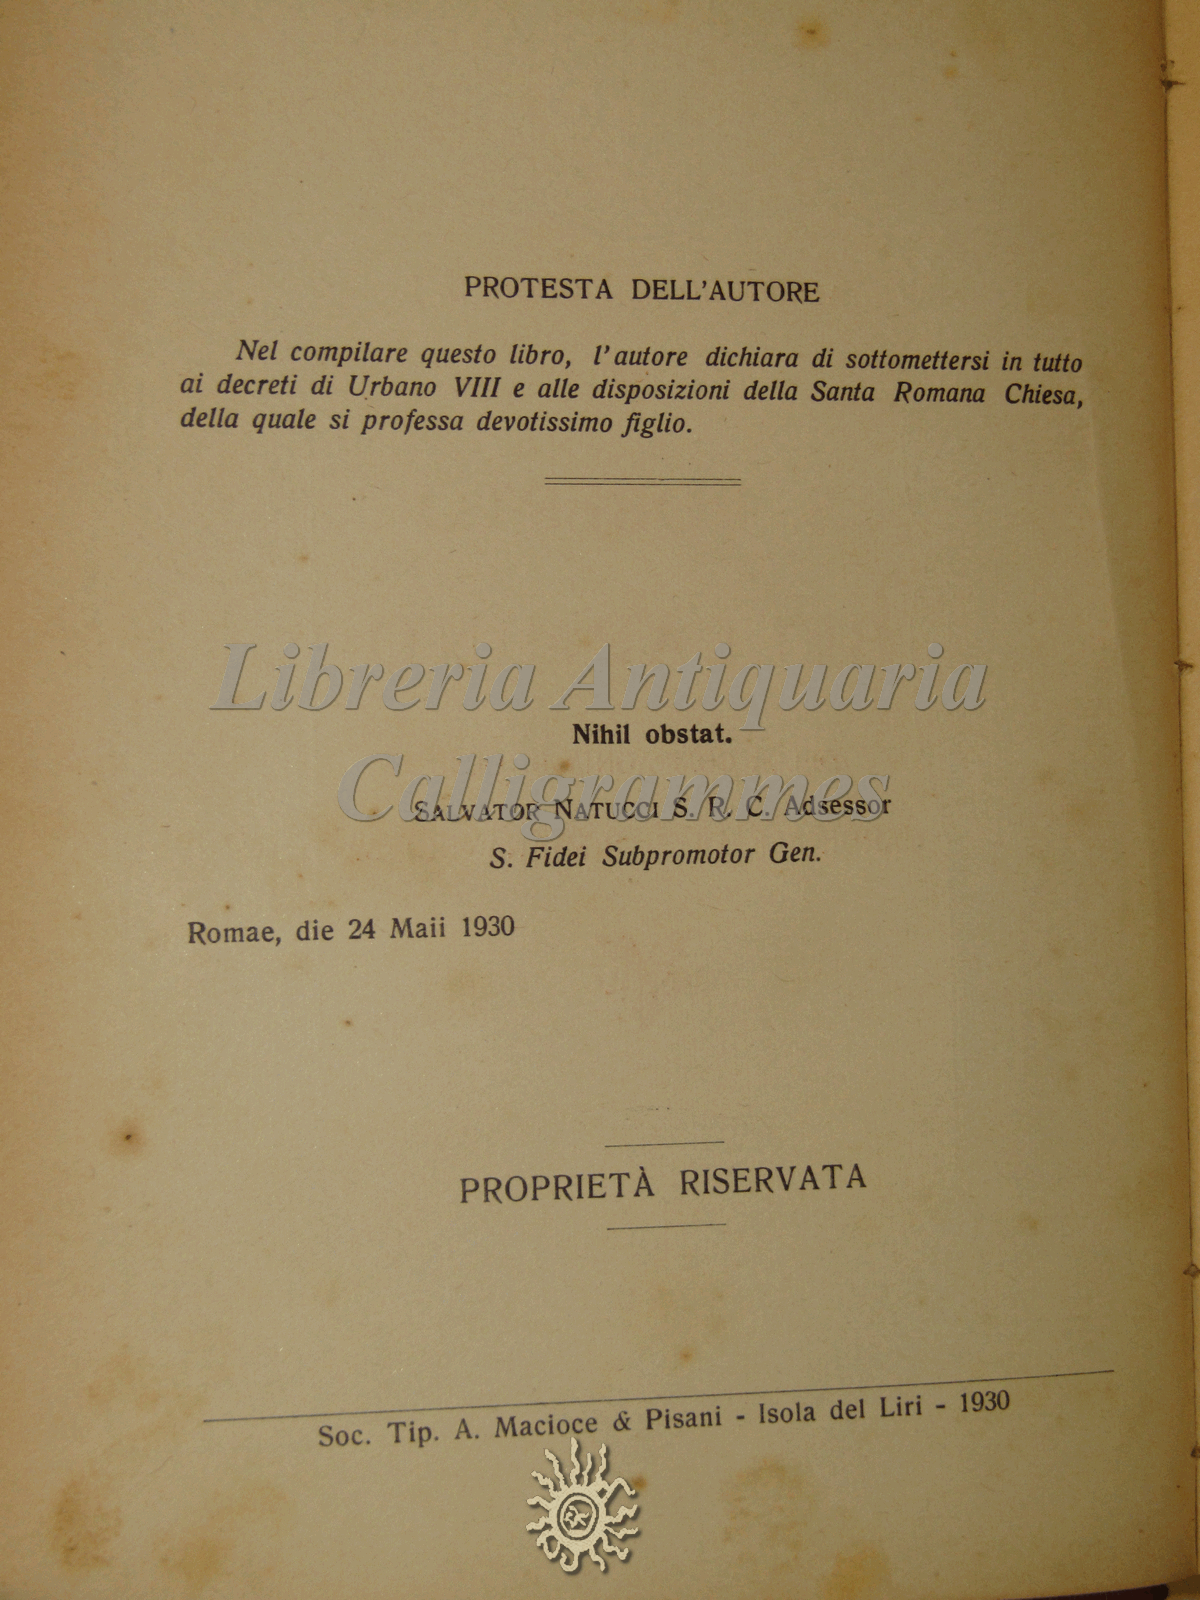 PROTESTA DELL'AUTORE
Nel compilare questo libro, l'autore dichiara di sottomettersi in tutto
ai decreti di Urbano VIII e alle disposizioni della Santa Romana Chiesa,
della quale si professa devotissimo figlio.
Libreria Antiquaria
Nihil obstat.
Calligrammes
SALVATOR NATUCCI S. R. C. Adsessor
S. Fidei Subpromotor Gen.
Romae, die 24 Maii 1930
PROPRIETÀ RISERVATA
Soc. Tip. A. Macioce & Pisani - Isola del Liri - 1930